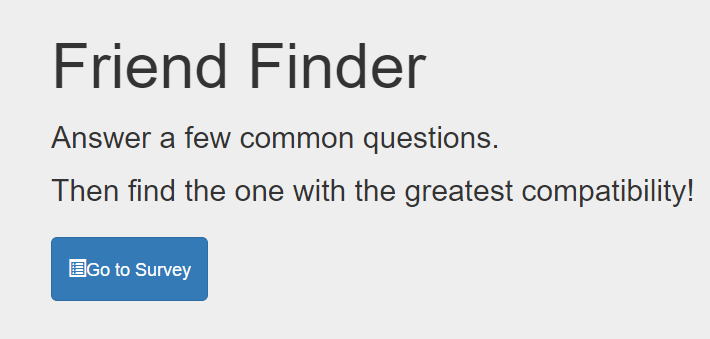 Friend Finder
Answer a few common questions.
Then find the one with the greatest compatibility!
Go to Survey